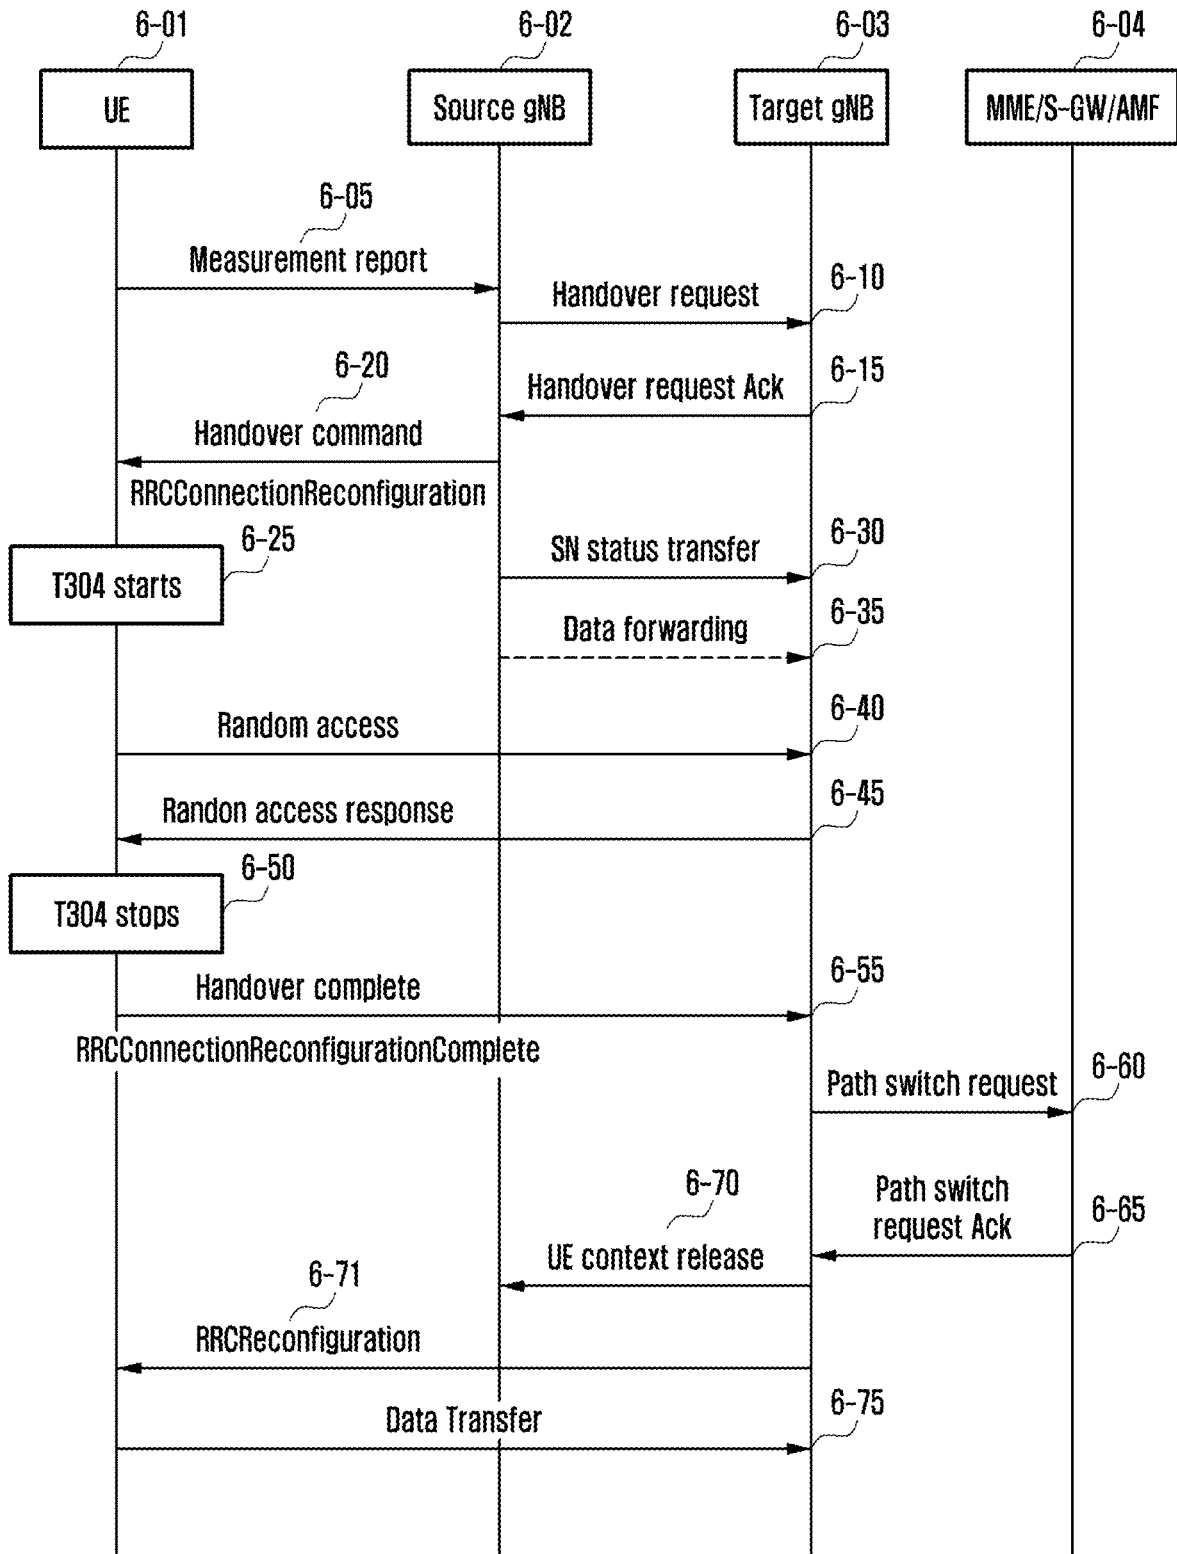 6-01
6-02
6-03
6-04
UE
Source gNB
Target gNB
MME/S-GW/AMF
6-05
Measurement report
6-10
Handover request
6-15
Handover request Ack
6-20
Handover command
RRCConnectionReconfiguration
6-25
T304 starts
6-30
SN status transfer
6-35
Data forwarding
6-40
Random access
6-45
Randon access response
6-50
T304 stops
6-55
Handover complete
RRCConnectionReconfigurationComplete
6-60
Path switch request
6-65
Path switch
request Ack
6-70
UE context release
6-71
RRCReconfiguration
6-75
Data Transfer